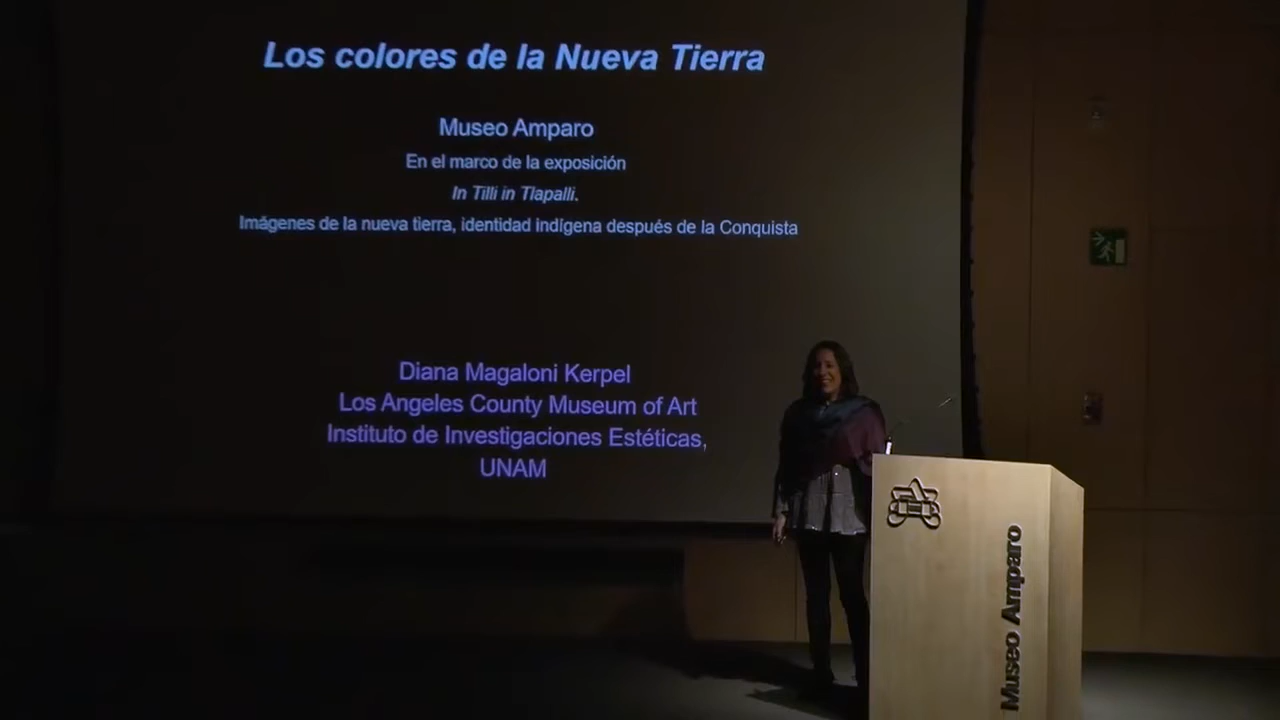 Los colores de la Nueva Tierra
Museo Amparo
En el marco de la exposición
In Tilli in Tlapalli.
Imágenes de la nueva tierra, identidad indígena después de la Conquista
Diana Magaloni Kerpel
Los Angeles County Museum of Art
Instituto de Investigaciones Estéticas,
UNAM
Museo Amparo